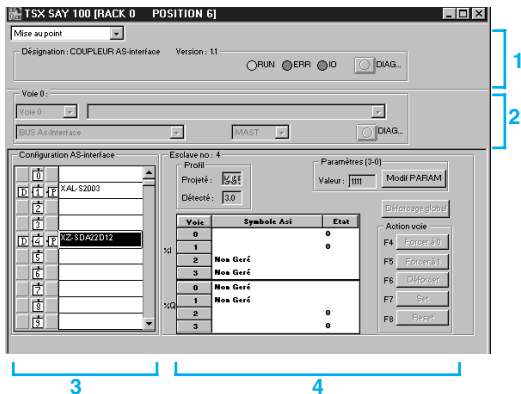 TSX SAY 100 [RACK 0 POSITION 6]
Mise au point
Désignation : COUPLEUR AS-interface Version : 1.1
RUN ERR IO DIAG...
1
Voie 0 :
Voie 0
BUS As-Interface MAST DIAG...
2
Configuration AS-interface
0
D 1 P XAL-S2003
2
3
D 4 P XZ-SDA22D12
5
6
7
8
9
Esclave no : 4
Profil
Projeté :
Détecté : 3.0
Paramètres (3-0)
Valeur : 1111 Modif PARAM
Déforçage global
Voie Symbole Asi Etat
%I
0 0
1 0
2 Non Geré
3 Non Geré
%Q
0 Non Geré
1 Non Geré
2 0
3 0
Action voie
F4 Forcer à 0
F5 Forcer à 1
F6 Déforcer
F7 Set
F8 Reset
3
4